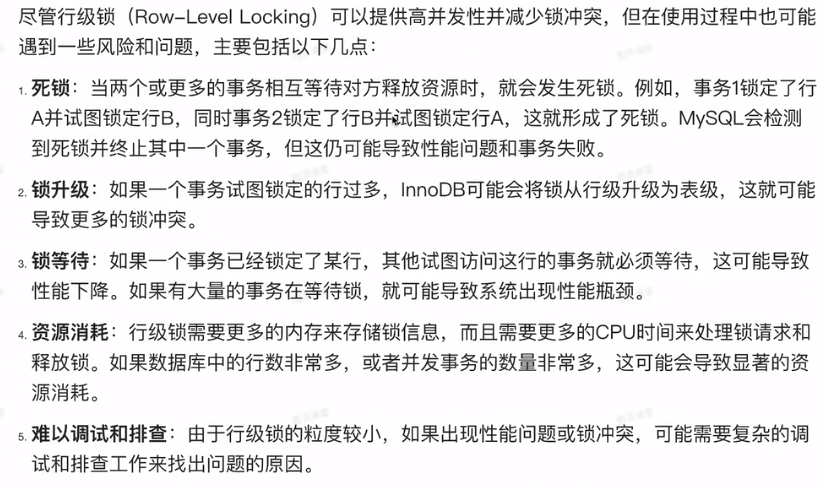 尽管行级锁（Row-Level Locking）可以提供高并发性并减少锁冲突，但在使用过程中也可能
遇到一些风险和问题，主要包括以下几点：
1. 死锁：当两个或更多的事务相互等待对方释放资源时，就会发生死锁。例如，事务1锁定了行
A并试图锁定行B，同时事务2锁定了行B并试图锁定行A，这就形成了死锁。MySQL会检测
到死锁并终止其中一个事务，但这仍可能导致性能问题和事务失败。
2. 锁升级：如果一个事务试图锁定的行过多，InnoDB可能会将锁从行级升级为表级，这就可能
导致更多的锁冲突。
3. 锁等待：如果一个事务已经锁定了某行，其他试图访问这行的事务就必须等待，这可能导致
性能下降。如果有大量的事务在等待锁，就可能导致系统出现性能瓶颈。
4. 资源消耗：行级锁需要更多的内存来存储锁信息，而且需要更多的CPU时间来处理锁请求和
释放锁。如果数据库中的行数非常多，或者并发事务的数量非常多，这可能会导致显著的资
源消耗。
5. 难以调试和排查：由于行级锁的粒度较小，如果出现性能问题或锁冲突，可能需要复杂的调
试和排查工作来找出问题的原因。